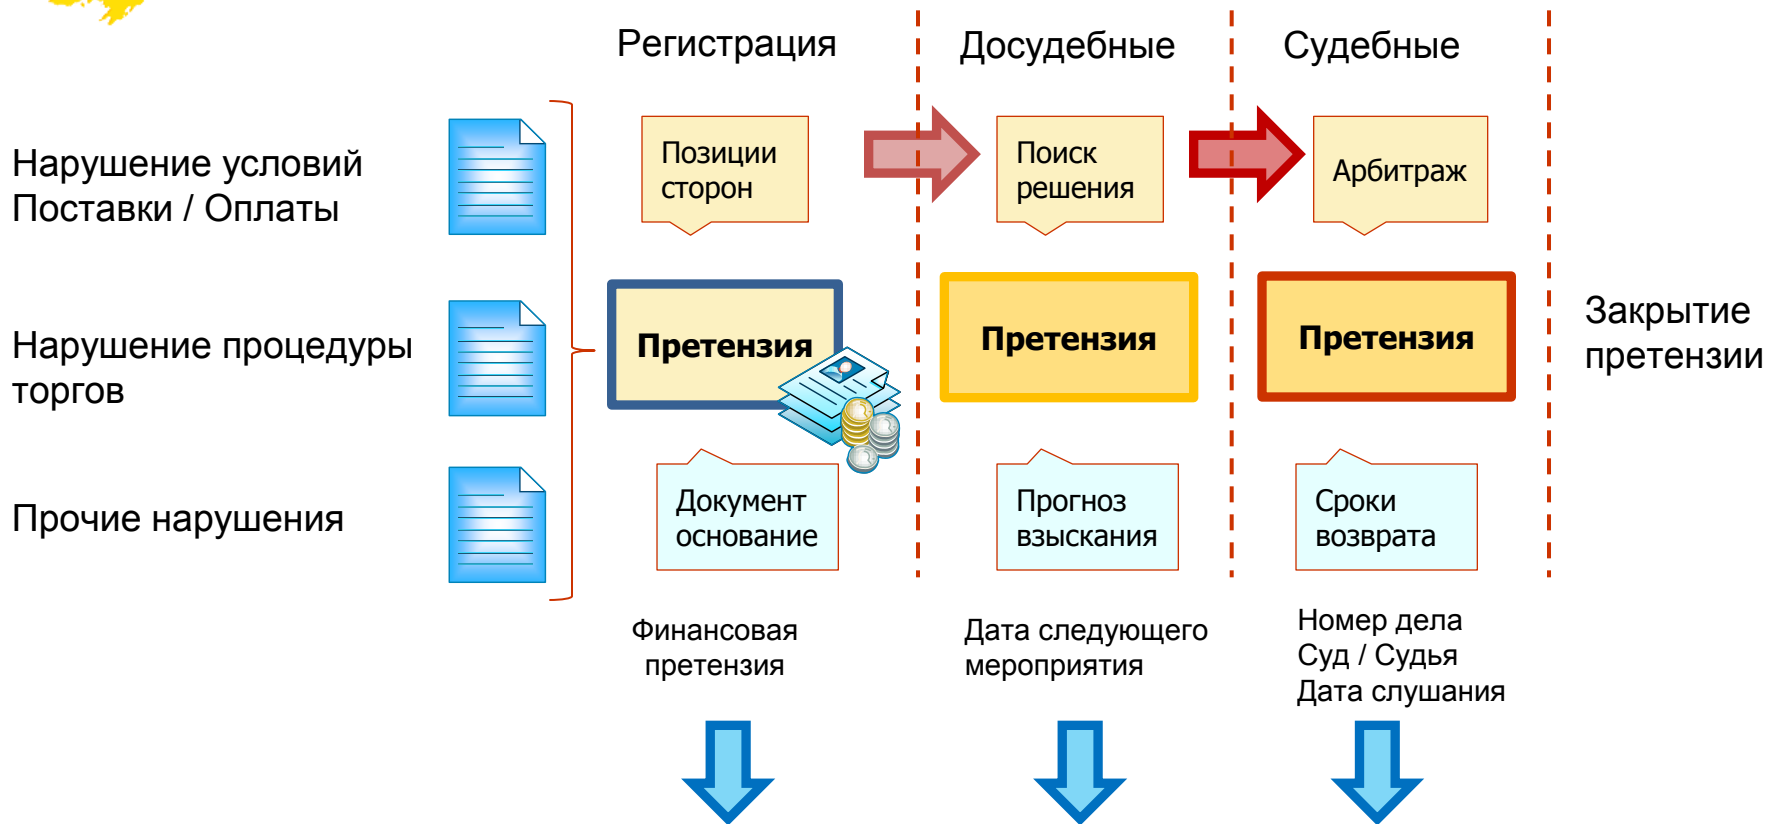 Регистрация
Досудебные
Судебные
Нарушение условий
Поставки / Оплаты
Позиции
сторон
Поиск
решения
Арбитраж
Нарушение процедуры
торгов
Претензия
Претензия
Претензия
Закрытие
претензии
Прочие нарушения
Документ
основание
Прогноз
взыскания
Сроки
возврата
Финансовая
претензия
Дата следующего
мероприятия
Номер дела
Суд / Судья
Дата слушания